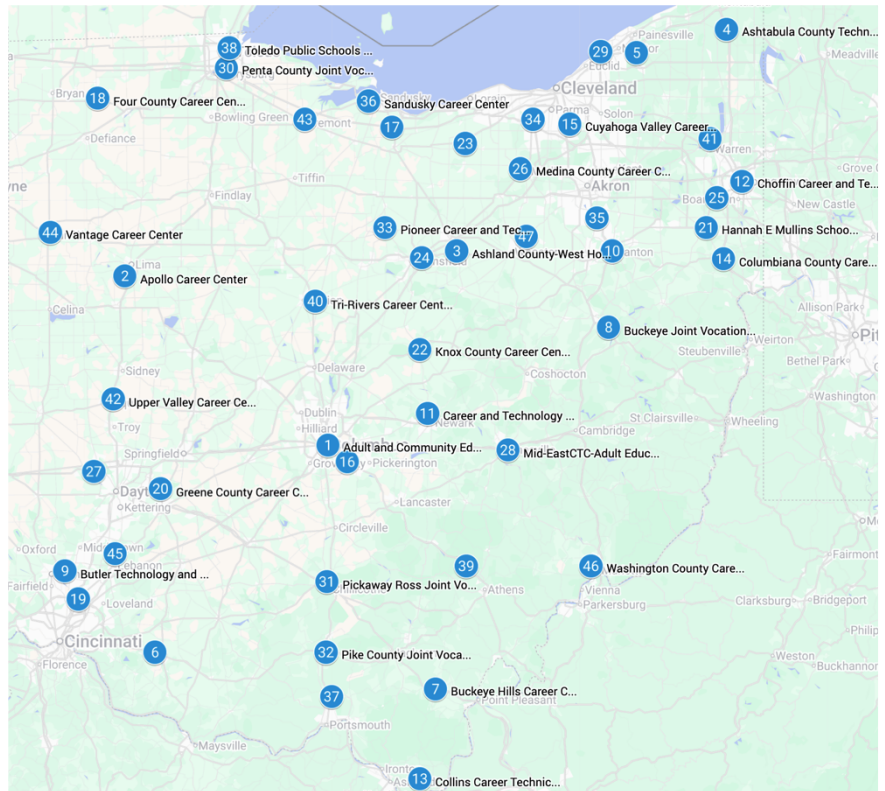 4 Ashtabula County Techn...
Painesville
Meadvil
38 Toledo Public Schools ...
29
5
Euclid
30 Penta County Joint Voc...
Cleveland
Bryan
18 Four County Career Cen...
36 Sandusky Career Center
Sandusky
Lorain
Parma
Solon
Bowling Green
43
emont
17
34
15 Cuyahoga Valley Career...
Defiance
23
41
Warren
Tiffin
26 Medina County Career C...
Grove C
yne
Akron
12 Choffin Career and Te...
Findlay
25
New Castle
35
44 Vantage Career Center
33 Pioneer Career and Tec...
47
21 Hannah E Mullins Schoo...
3 Ashland County-West Ho...
10
anton
Lima
24
14 Columbiana County Care...
2 Apollo Career Center
40 Tri-Rivers Career Cent...
Celina
Allison Park
8 Buckeye Joint Vocation...
Weirton
Pit
22 Knox County Career Cen...
Steubenville
Bethel Park
Sidney
Delaware
Coshocton
42 Upper Valley Career Ce...
Washington
Dublin
11 Career and Technology ...
Troy
Hilliard
Newark
St Clairsville
Wheeling
Cambridge
1 Adult and Community Ed...
Springfield
28 Mid-EastCTC-Adult Educ...
16
Pickerington
27
20 Greene County Career C...
Dayt
Kettering
Lancaster
Circleville
Oxford
45
Fairmont
Lebanon
9 Butler Technology and ...
39
46 Washington County Care...
Fairfield
31 Pickaway Ross Joint Vo...
Athens
Vienna
19
Loveland
Parkersburg
Clarksburg
Bridgeport
Philip
Cincinnati
6
32 Pike County Joint Voca...
Weston
Florence
Buckhannon
37
7 Buckeye Hills Career C...
Point Pleasant
Portsmouth
Maysville
Ironton
13 Collins Career Technic...